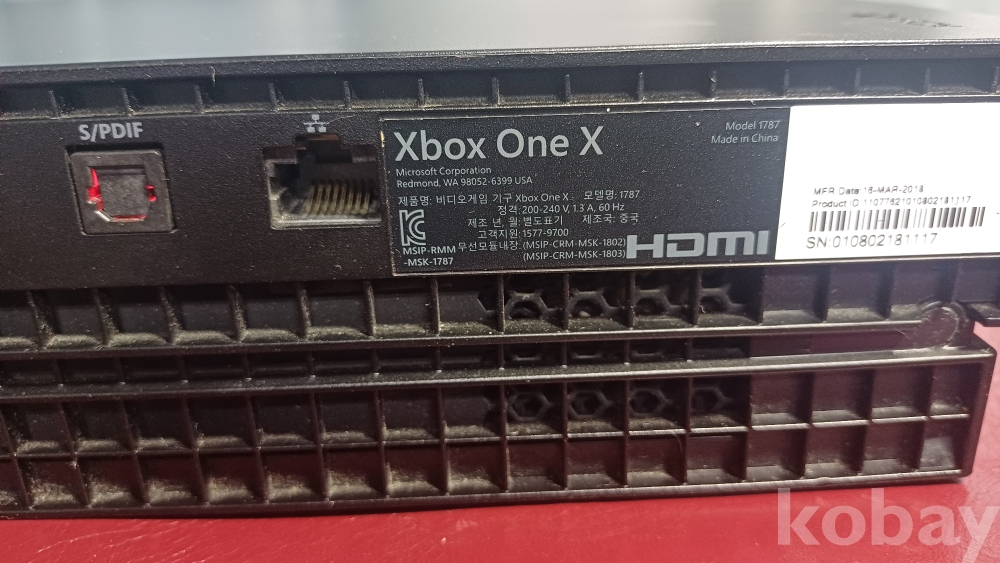 S/PDIF
Xbox One X
Model 1787
Made in China
Microsoft Corporation
Redmond, WA 98052-6399 USA
제품명: 비디오게임 기구 Xbox One X 모델명: 1787
정격: 200-240 V, 1.3 A, 60 Hz
제조 년, 월: 별도표기 제조국: 중국
고객지원: 1577-9700
MSIP-RMM
-MSK-1787
무선모듈내장: (MSIP-CRM-MSK-1802)
(MSIP-CRM-MSK-1803)
HDMI
MFR Date: 16-MAR-2018
Product ID: 11077621010802181117
SN:010802181117
kobay